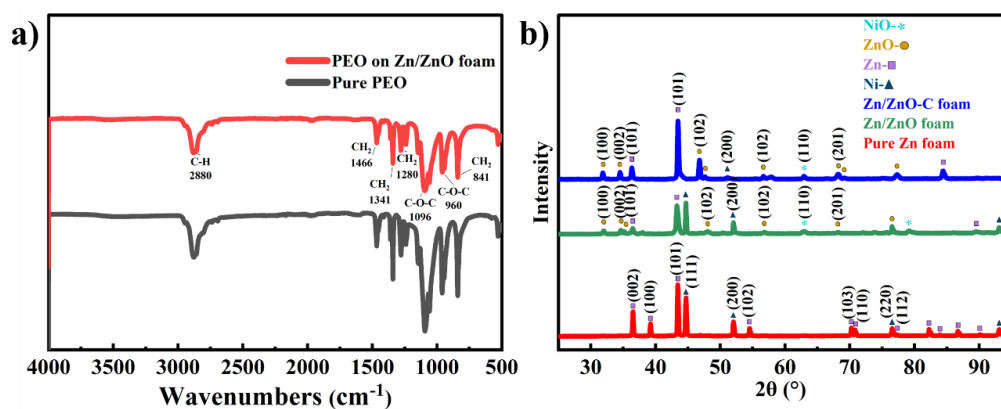 a)
PEO on Zn/ZnO foam
Pure PEO
C-H
2880
CH2
1466
CH2
1341
CH2
1280
C-O-C
1096
C-O-C
960
CH2
841
4000 3500 3000 2500 2000 1500 1000 500
Wavenumbers (cm-1)
b)
NiO-*
ZnO-●
Zn-■
Ni-▲
Zn/ZnO-C foam
Zn/ZnO foam
Pure Zn foam
Intensity
(100) (002) (101) (101) (102) (200) (102) (110) (201)
(100) (002) (101) (200) (102) (102) (110) (201)
(002) (100) (101) (111) (200) (102) (103) (110) (220) (112)
30 40 50 60 70 80 90
2θ (°)